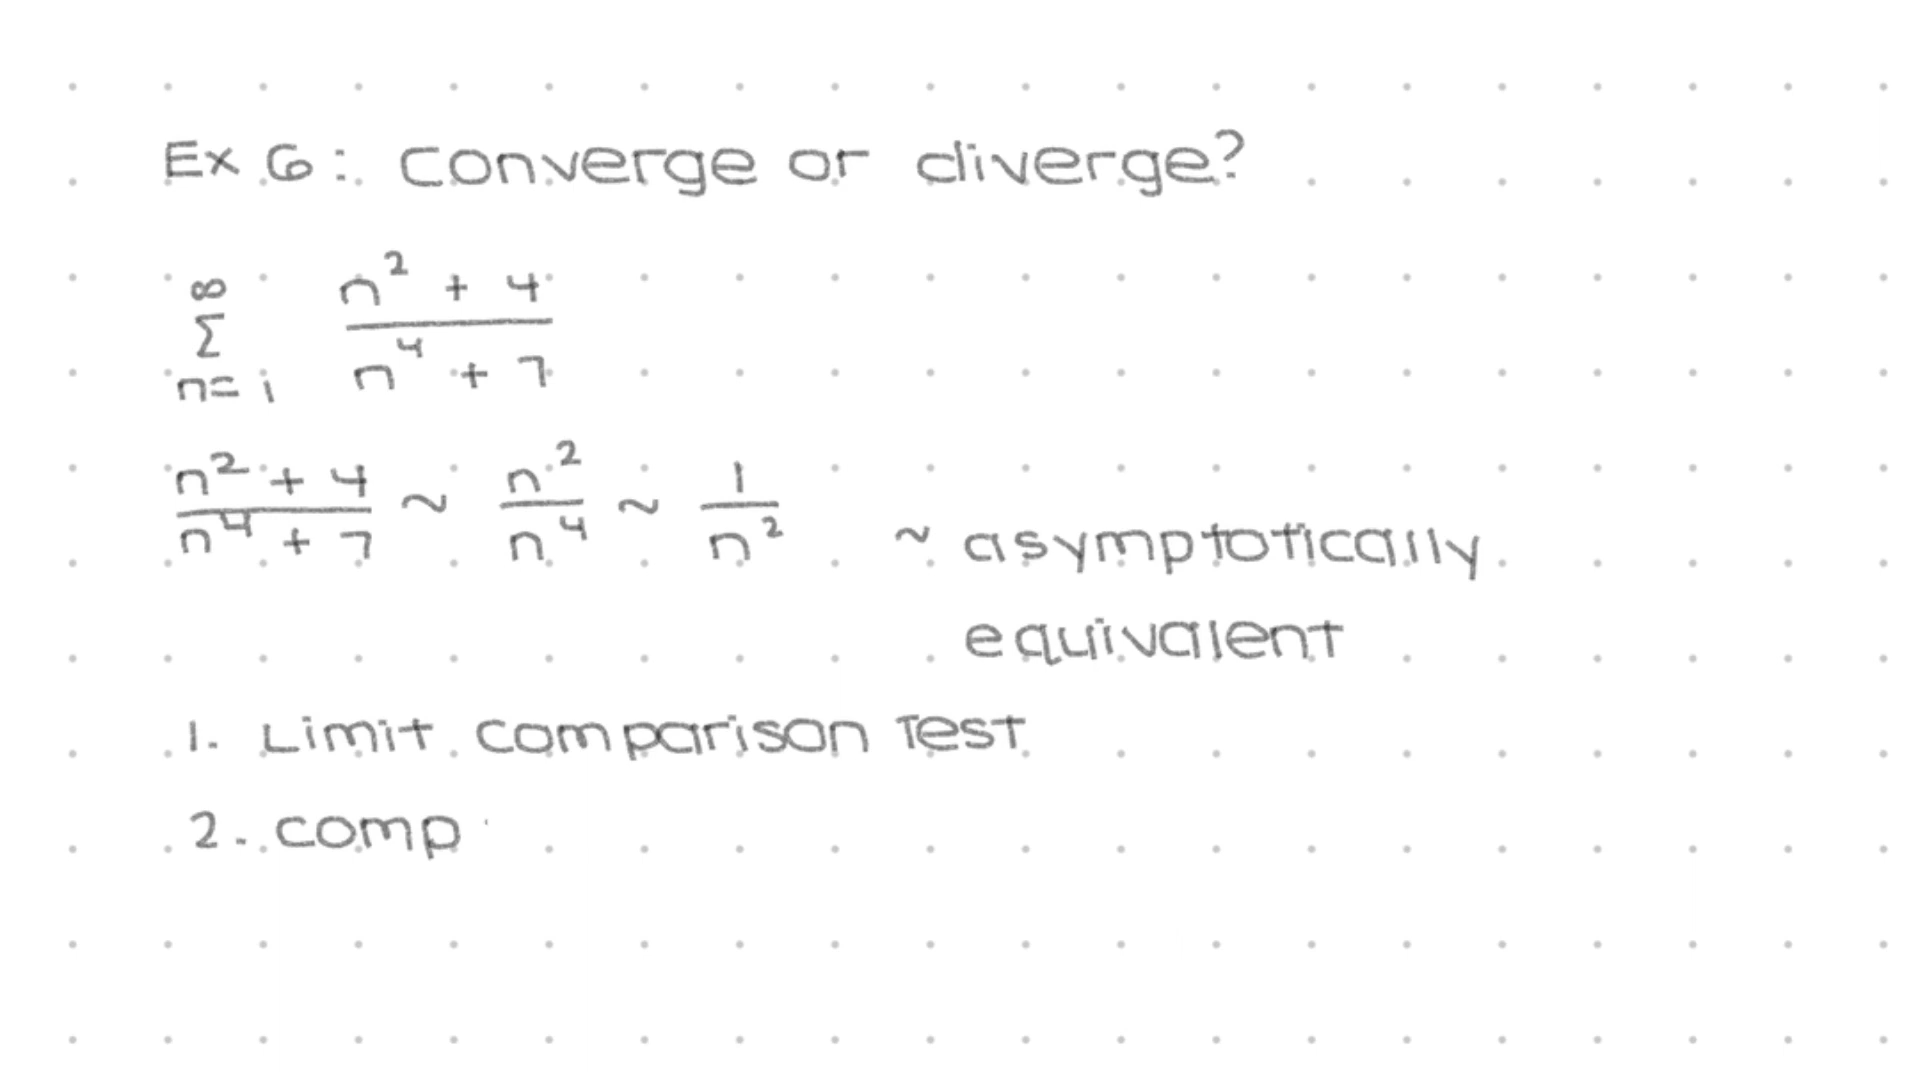 Ex 6: converge or diverge?
∞
Σ
n=1
n² + 4
n⁴ + 7
n² + 4 / n⁴ + 7 ~ n² / n⁴ ~ 1 / n²
~ asymptotically
equivalent
1. Limit comparison Test
2. comp